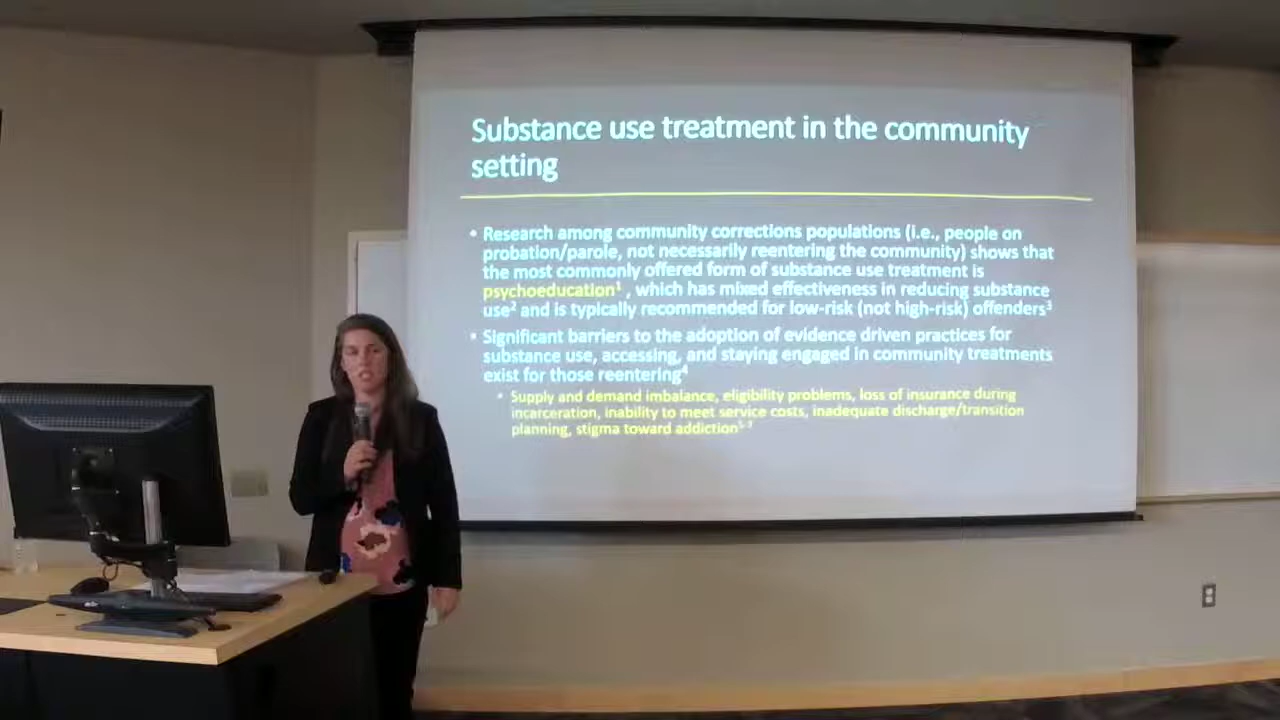 Substance use treatment in the community
setting
• Research among community corrections populations (i.e., people on
probation/parole, not necessarily reentering the community) shows that
the most commonly offered form of substance use treatment is
psychoeducation¹ , which has mixed effectiveness in reducing substance
use² and is typically recommended for low-risk (not high-risk) offenders³
• Significant barriers to the adoption of evidence driven practices for
substance use, accessing, and staying engaged in community treatments
exist for those reentering⁴
• Supply and demand imbalance, eligibility problems, loss of insurance during
incarceration, inability to meet service costs, inadequate discharge/transition
planning, stigma toward addiction